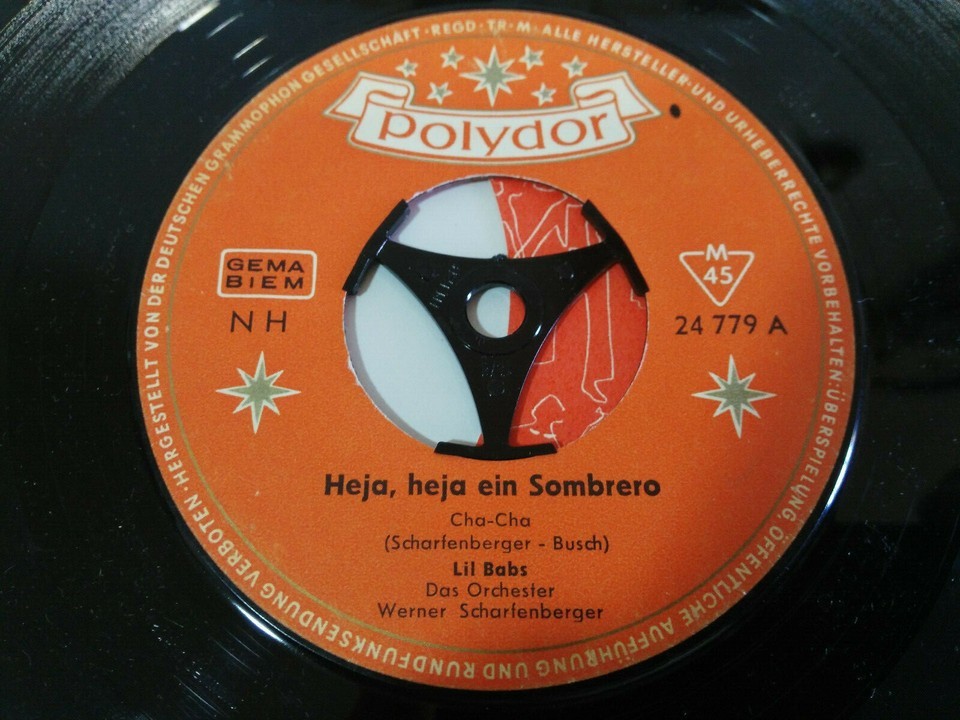 HERGESTELLT VON DER DEUTSCHEN GRAMMOPHON GESELLSCHAFT · REGD · TR · M · ALLE HERSTELLER- UND URHEBERRECHTE VORBEHALTEN: ÜBERSPIELUNG, ÖFFENTLICHE AUFFÜHRUNG UND RUNDFUNKSENDUNG VERBOTEN ·
polydor
GEMA
BIEM
NH
M
45
24 779 A
Heja, heja ein Sombrero
Cha-Cha
(Scharfenberger - Busch)
Lil Babs
Das Orchester
Werner Scharfenberger